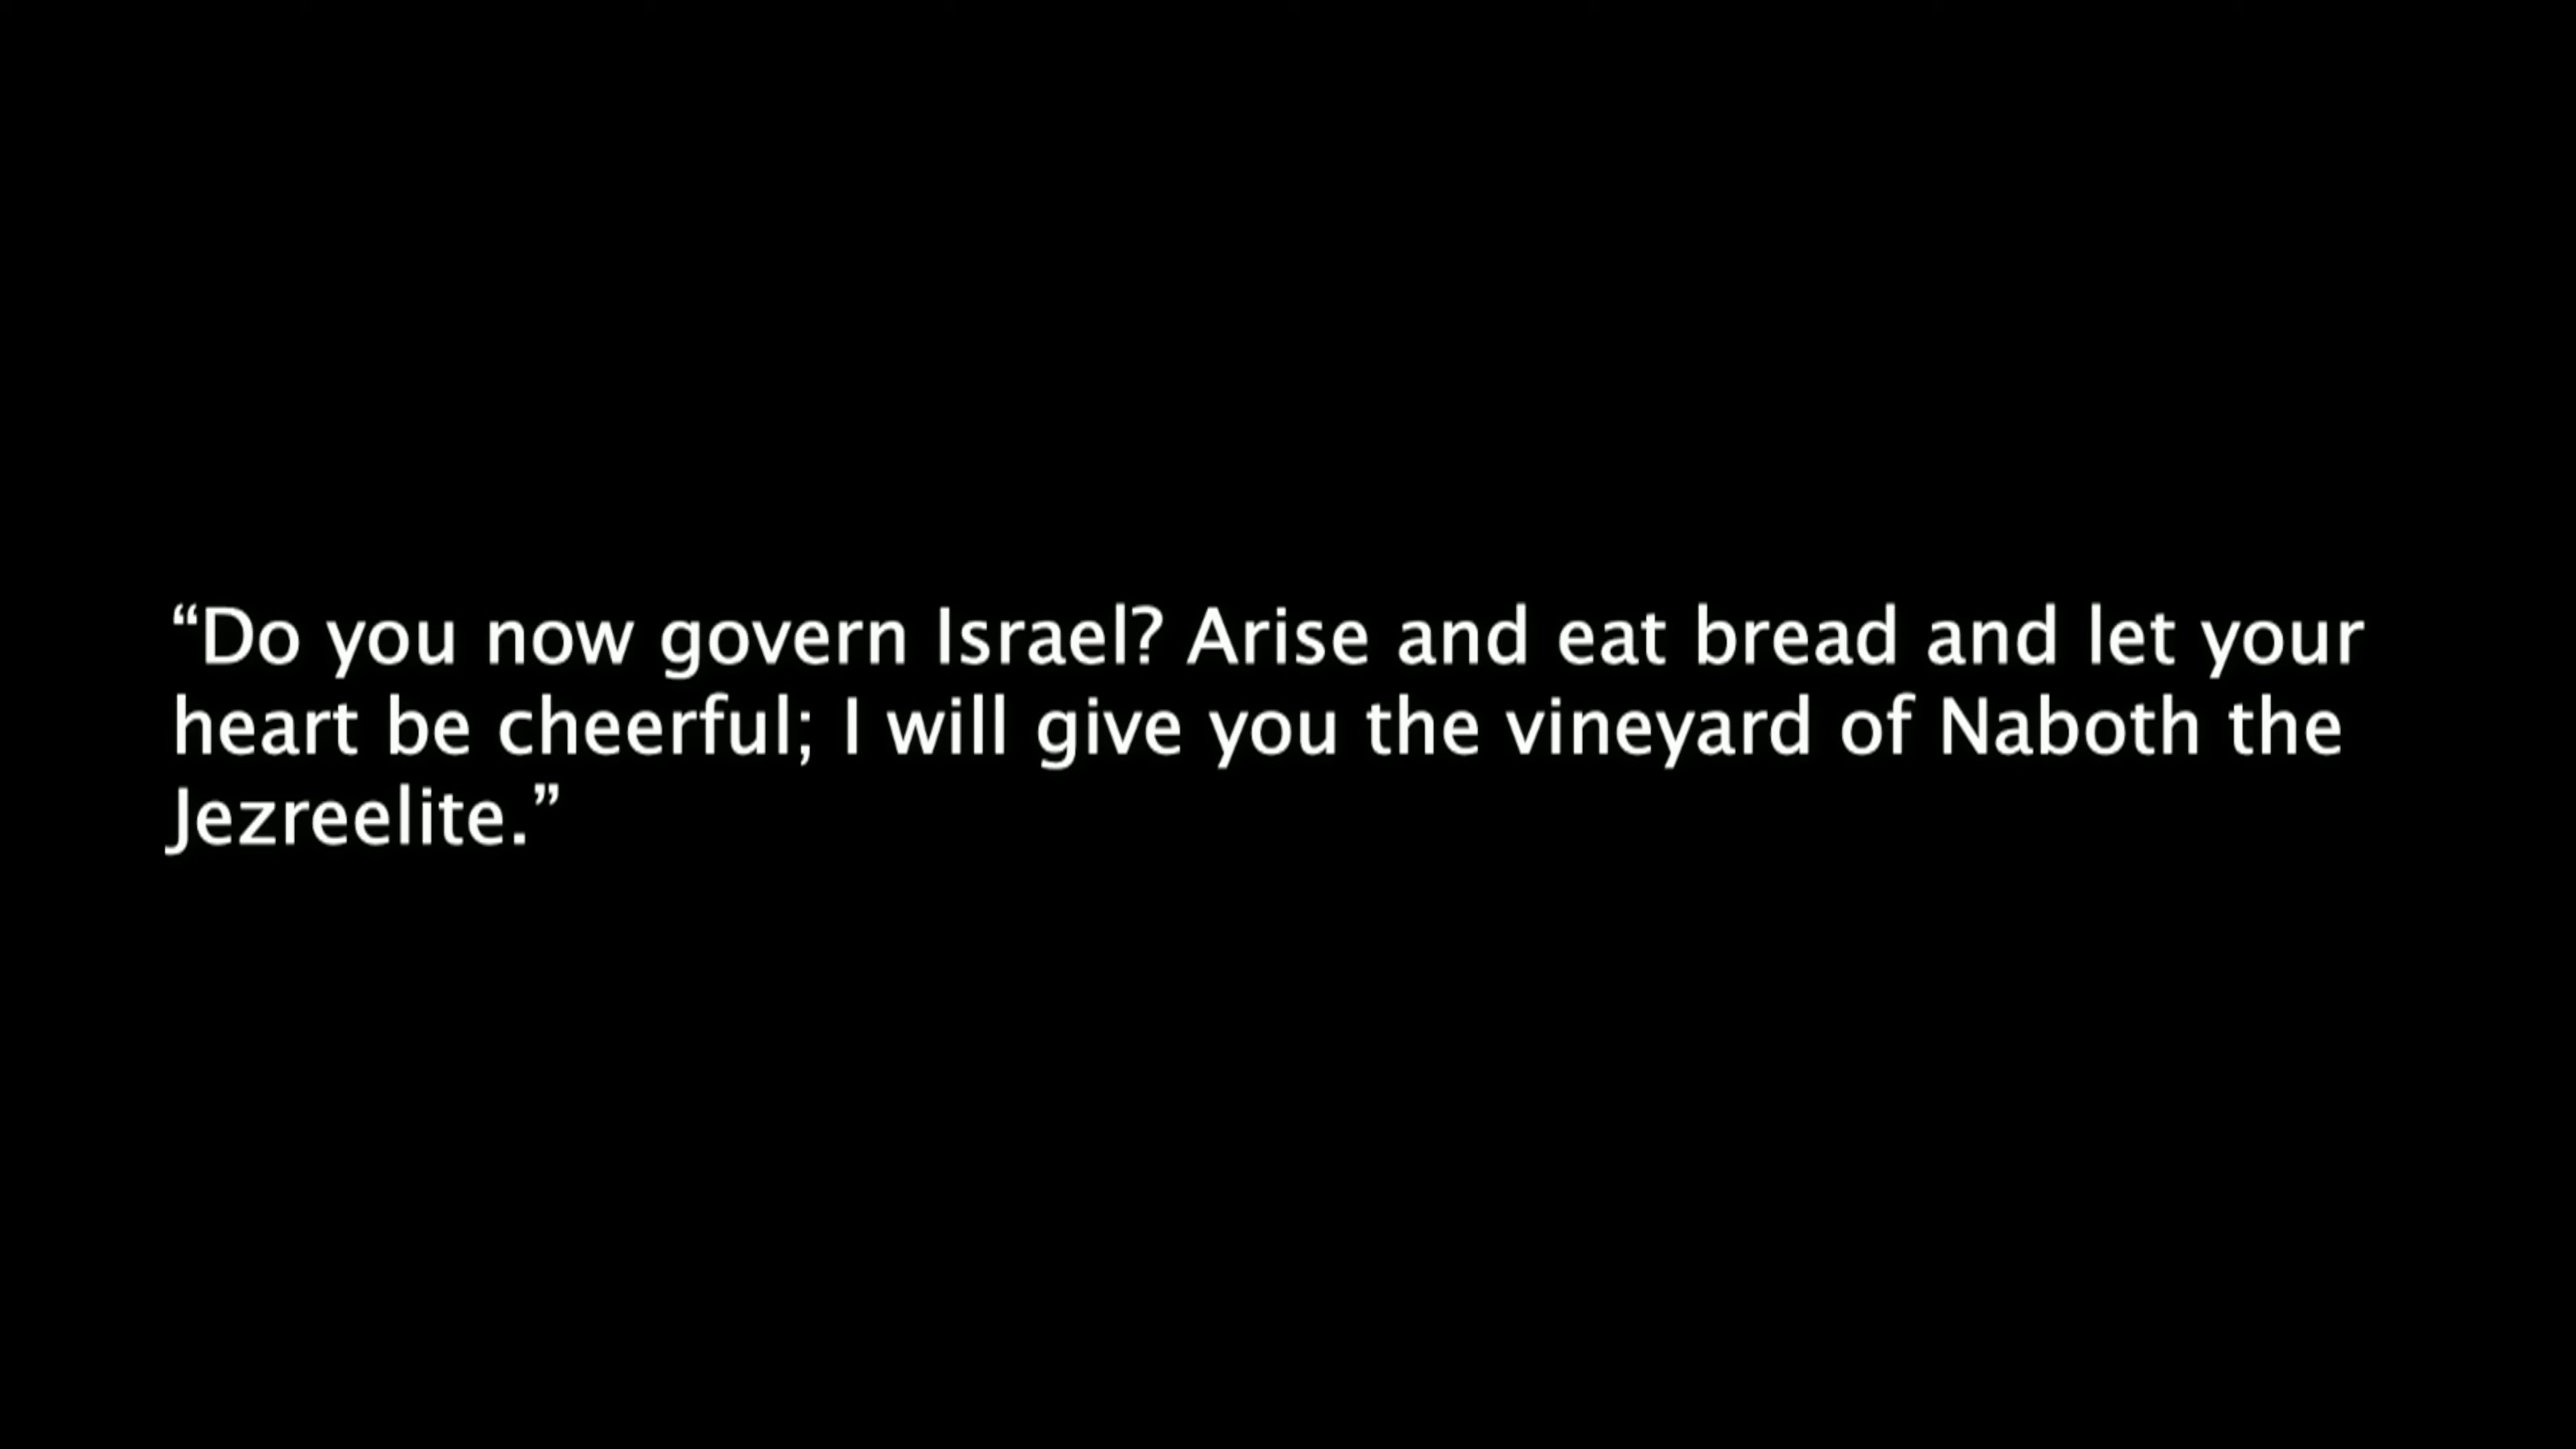 “Do you now govern Israel? Arise and eat bread and let your
heart be cheerful; I will give you the vineyard of Naboth the
Jezreelite.”